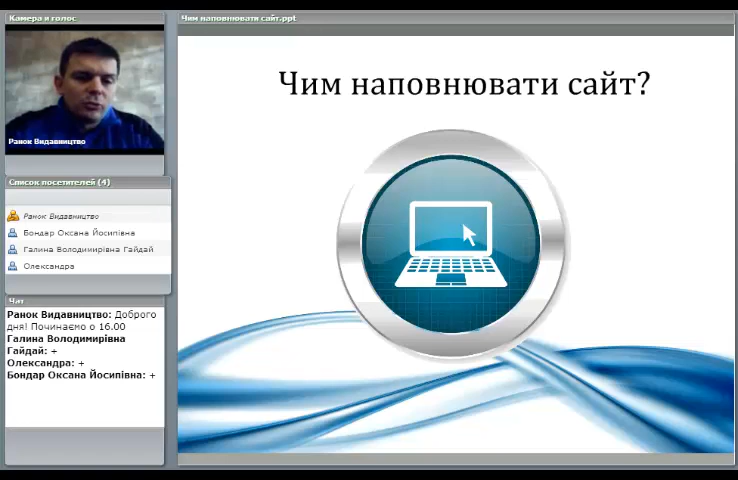 Камера и голос
Ранок Видавництво
Список посетителей (4)
Ранок Видавництво
Бондар Оксана Йосипівна
Галина Володимирівна Гайдай
Олександра
Чат
Ранок Видавництво: Доброго
дня! Починаємо о 16.00
Галина Володимирівна
Гайдай: +
Олександра: +
Бондар Оксана Йосипівна: +
Чим наповнювати сайт.ppt
Чим наповнювати сайт?